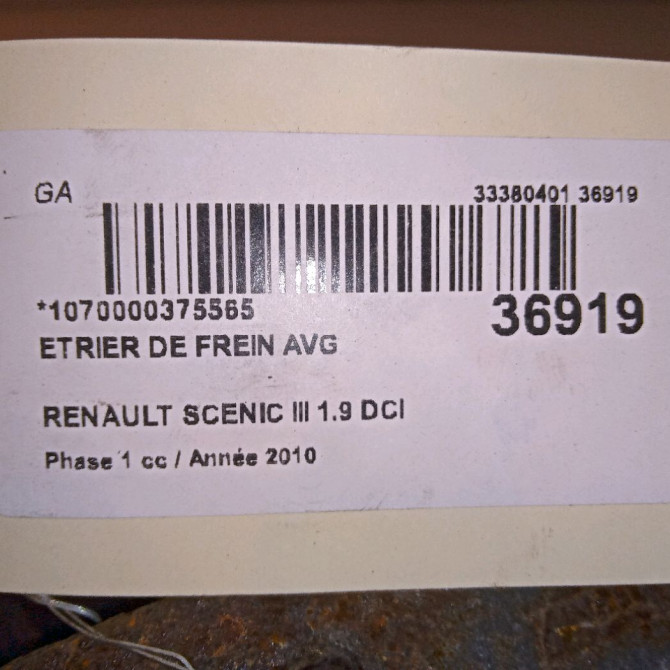 GA
33380401 36919
*1070000375565
36919
ETRIER DE FREIN AVG
RENAULT SCENIC III 1.9 DCI
Phase 1 cc / Année 2010